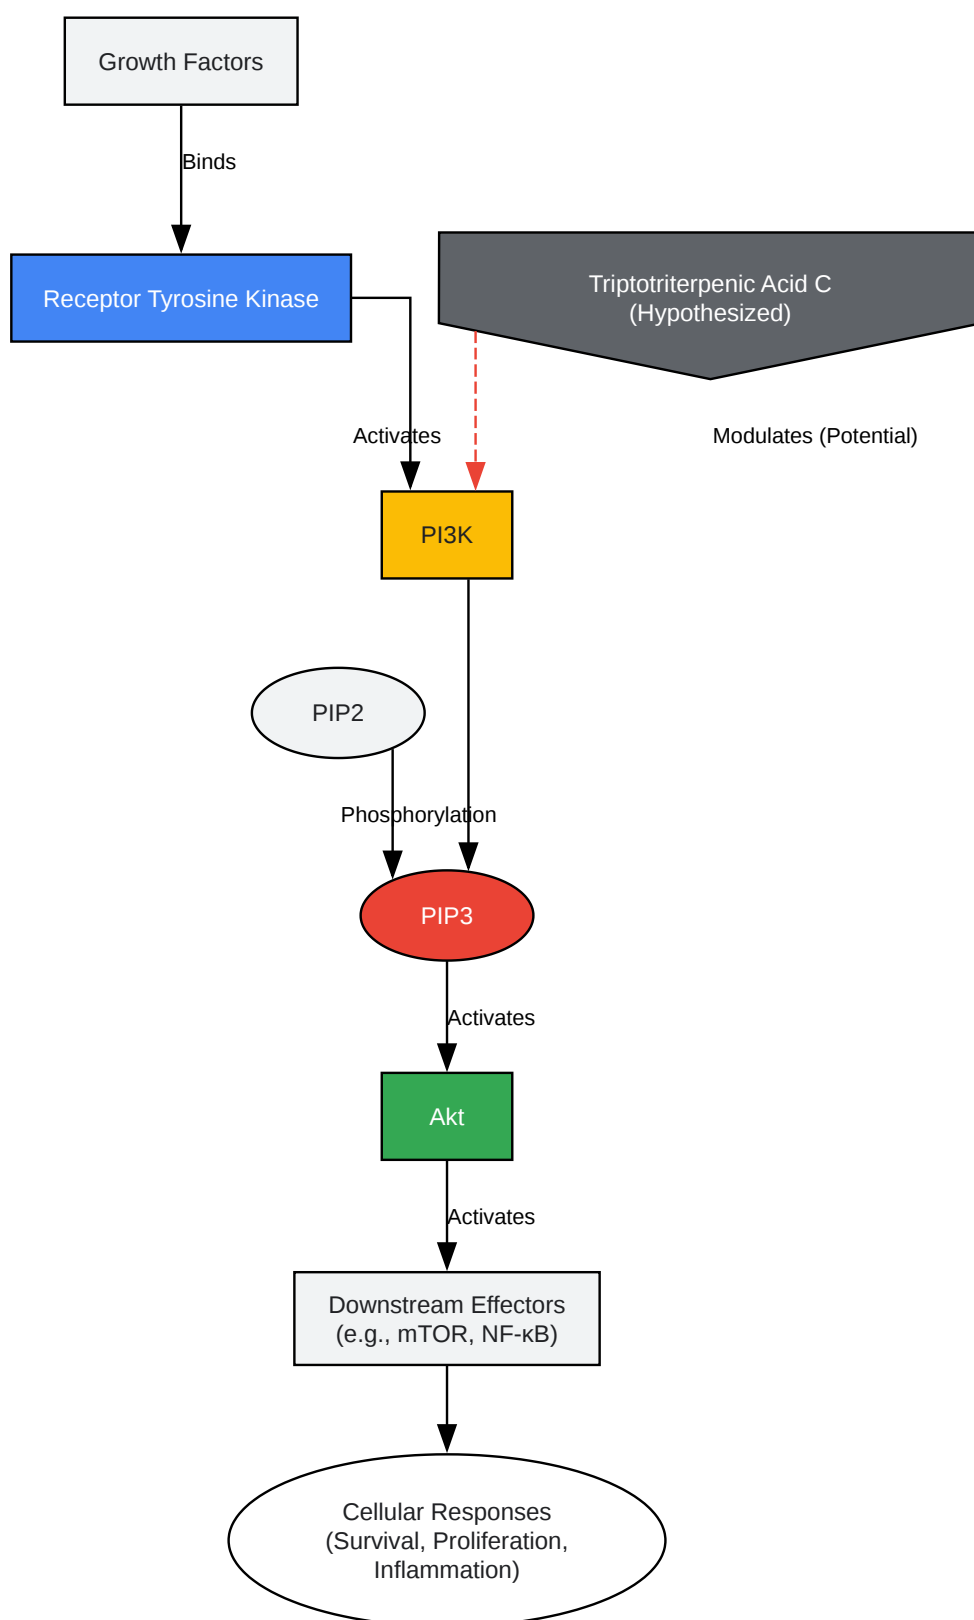 Growth Factors
Binds
Receptor Tyrosine Kinase
Triptotriterpenic Acid C
(Hypothesized)
Activates
Modulates (Potential)
PI3K
PIP2
Phosphorylation
PIP3
Activates
Akt
Activates
Downstream Effectors
(e.g., mTOR, NF-κB)
Cellular Responses
(Survival, Proliferation,
Inflammation)